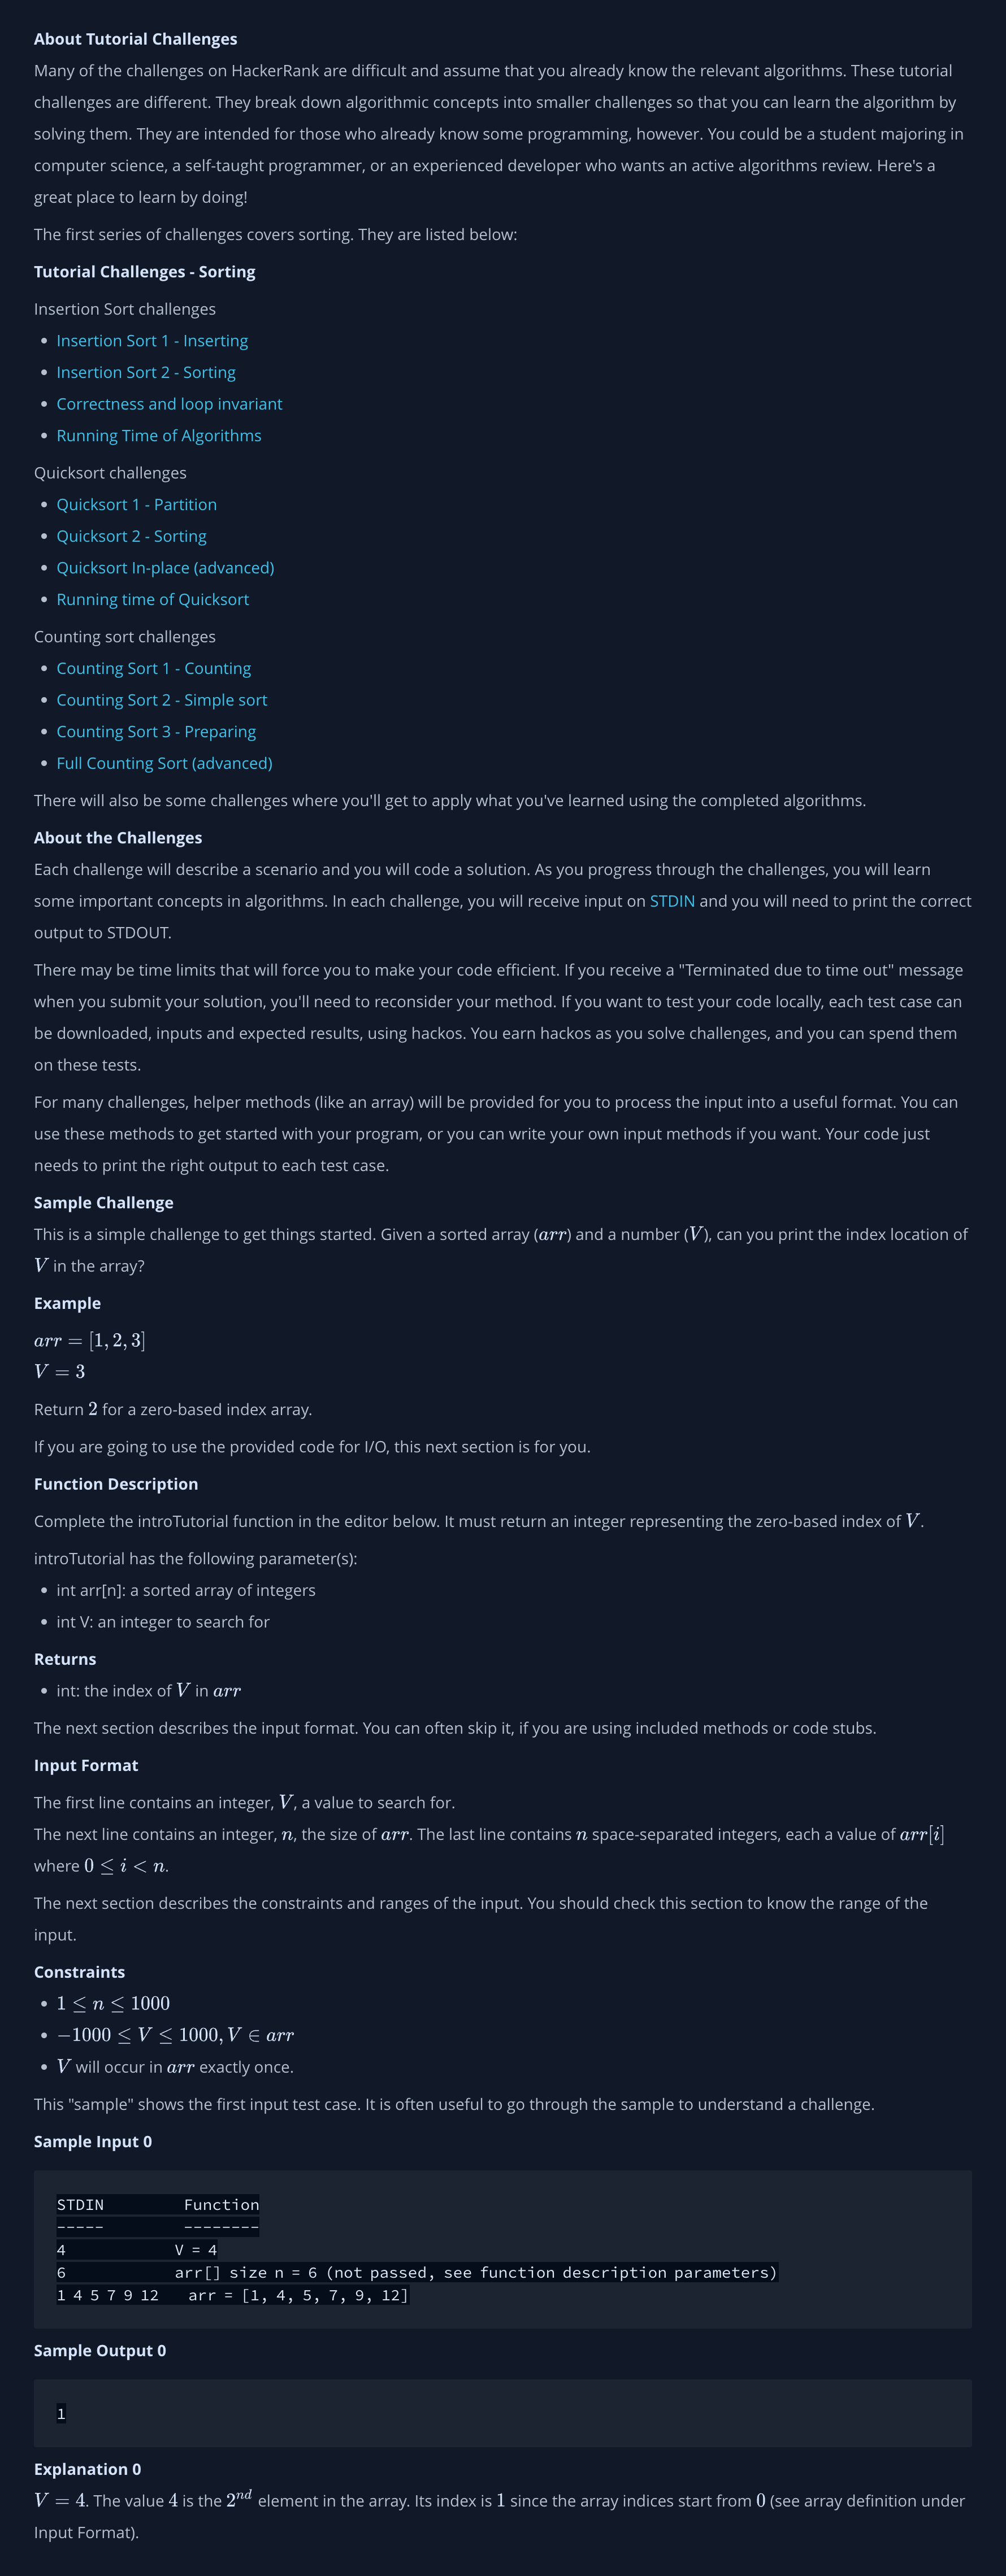 About Tutorial Challenges
Many of the challenges on HackerRank are difficult and assume that you already know the relevant algorithms. These tutorial
challenges are different. They break down algorithmic concepts into smaller challenges so that you can learn the algorithm by
solving them. They are intended for those who already know some programming, however. You could be a student majoring in
computer science, a self-taught programmer, or an experienced developer who wants an active algorithms review. Here's a
great place to learn by doing!
The first series of challenges covers sorting. They are listed below:
Tutorial Challenges - Sorting
Insertion Sort challenges
• Insertion Sort 1 - Inserting
• Insertion Sort 2 - Sorting
• Correctness and loop invariant
• Running Time of Algorithms
Quicksort challenges
• Quicksort 1 - Partition
• Quicksort 2 - Sorting
• Quicksort In-place (advanced)
• Running time of Quicksort
Counting sort challenges
• Counting Sort 1 - Counting
• Counting Sort 2 - Simple sort
• Counting Sort 3 - Preparing
• Full Counting Sort (advanced)
There will also be some challenges where you'll get to apply what you've learned using the completed algorithms.
About the Challenges
Each challenge will describe a scenario and you will code a solution. As you progress through the challenges, you will learn
some important concepts in algorithms. In each challenge, you will receive input on STDIN and you will need to print the correct
output to STDOUT.
There may be time limits that will force you to make your code efficient. If you receive a "Terminated due to time out" message
when you submit your solution, you'll need to reconsider your method. If you want to test your code locally, each test case can
be downloaded, inputs and expected results, using hackos. You earn hackos as you solve challenges, and you can spend them
on these tests.
For many challenges, helper methods (like an array) will be provided for you to process the input into a useful format. You can
use these methods to get started with your program, or you can write your own input methods if you want. Your code just
needs to print the right output to each test case.
Sample Challenge
This is a simple challenge to get things started. Given a sorted array (arr) and a number (V), can you print the index location of
V in the array?
Example
arr = [1, 2, 3]
V = 3
Return 2 for a zero-based index array.
If you are going to use the provided code for I/O, this next section is for you.
Function Description
Complete the introTutorial function in the editor below. It must return an integer representing the zero-based index of V.
introTutorial has the following parameter(s):
• int arr[n]: a sorted array of integers
• int V: an integer to search for
Returns
• int: the index of V in arr
The next section describes the input format. You can often skip it, if you are using included methods or code stubs.
Input Format
The first line contains an integer, V, a value to search for.
The next line contains an integer, n, the size of arr. The last line contains n space-separated integers, each a value of arr[i]
where 0 ≤ i < n.
The next section describes the constraints and ranges of the input. You should check this section to know the range of the
input.
Constraints
• 1 ≤ n ≤ 1000
• −1000 ≤ V ≤ 1000, V ∈ arr
• V will occur in arr exactly once.
This "sample" shows the first input test case. It is often useful to go through the sample to understand a challenge.
Sample Input 0
STDIN         Function
-----         --------
4             V = 4
6             arr[] size n = 6 (not passed, see function description parameters)
1 4 5 7 9 12   arr = [1, 4, 5, 7, 9, 12]
Sample Output 0
1
Explanation 0
V = 4. The value 4 is the 2nd element in the array. Its index is 1 since the array indices start from 0 (see array definition under
Input Format).